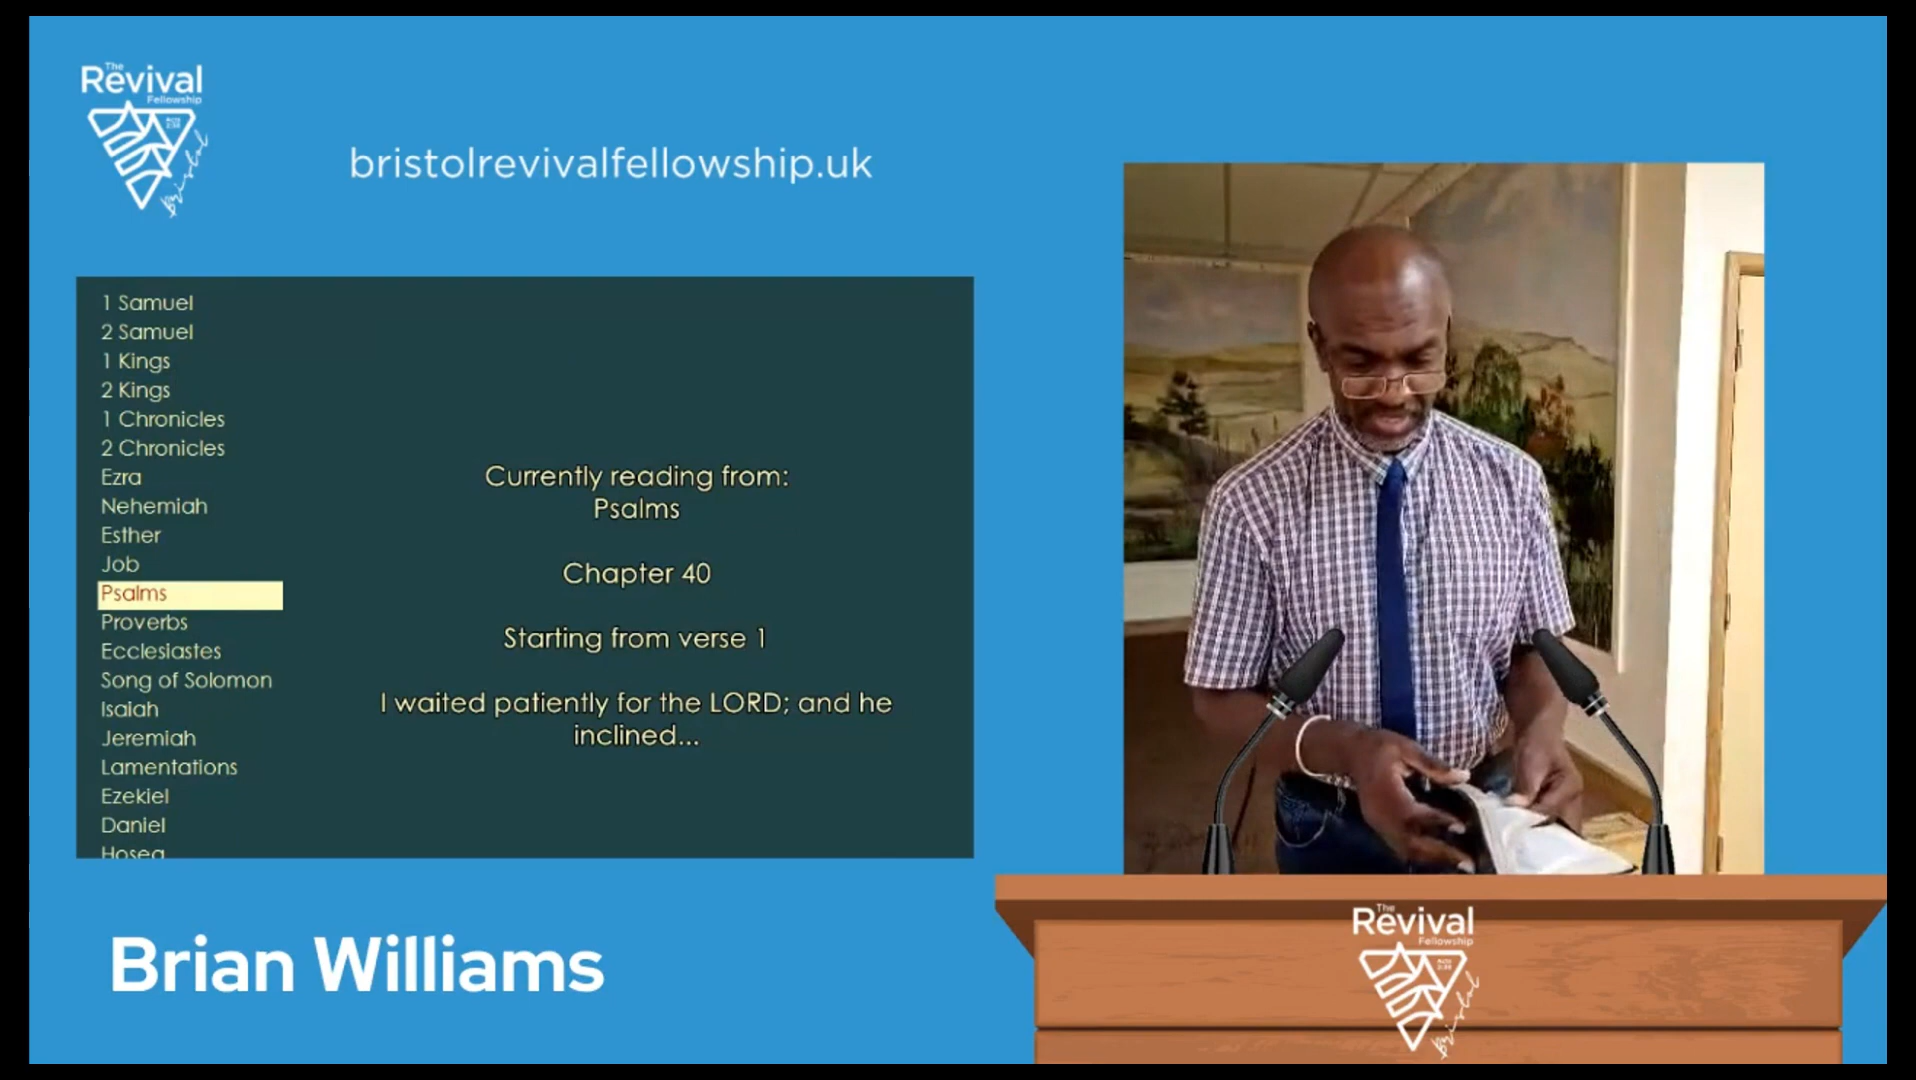 The
Revival
Fellowship
Bristol
bristolrevivalfellowship.uk
1 Samuel
2 Samuel
1 Kings
2 Kings
1 Chronicles
2 Chronicles
Ezra
Nehemiah
Esther
Job
Psalms
Proverbs
Ecclesiastes
Song of Solomon
Isaiah
Jeremiah
Lamentations
Ezekiel
Daniel
Hosea
Currently reading from:
Psalms
Chapter 40
Starting from verse 1
I waited patiently for the LORD; and he
inclined...
Brian Williams
The
Revival
Fellowship
Bristol